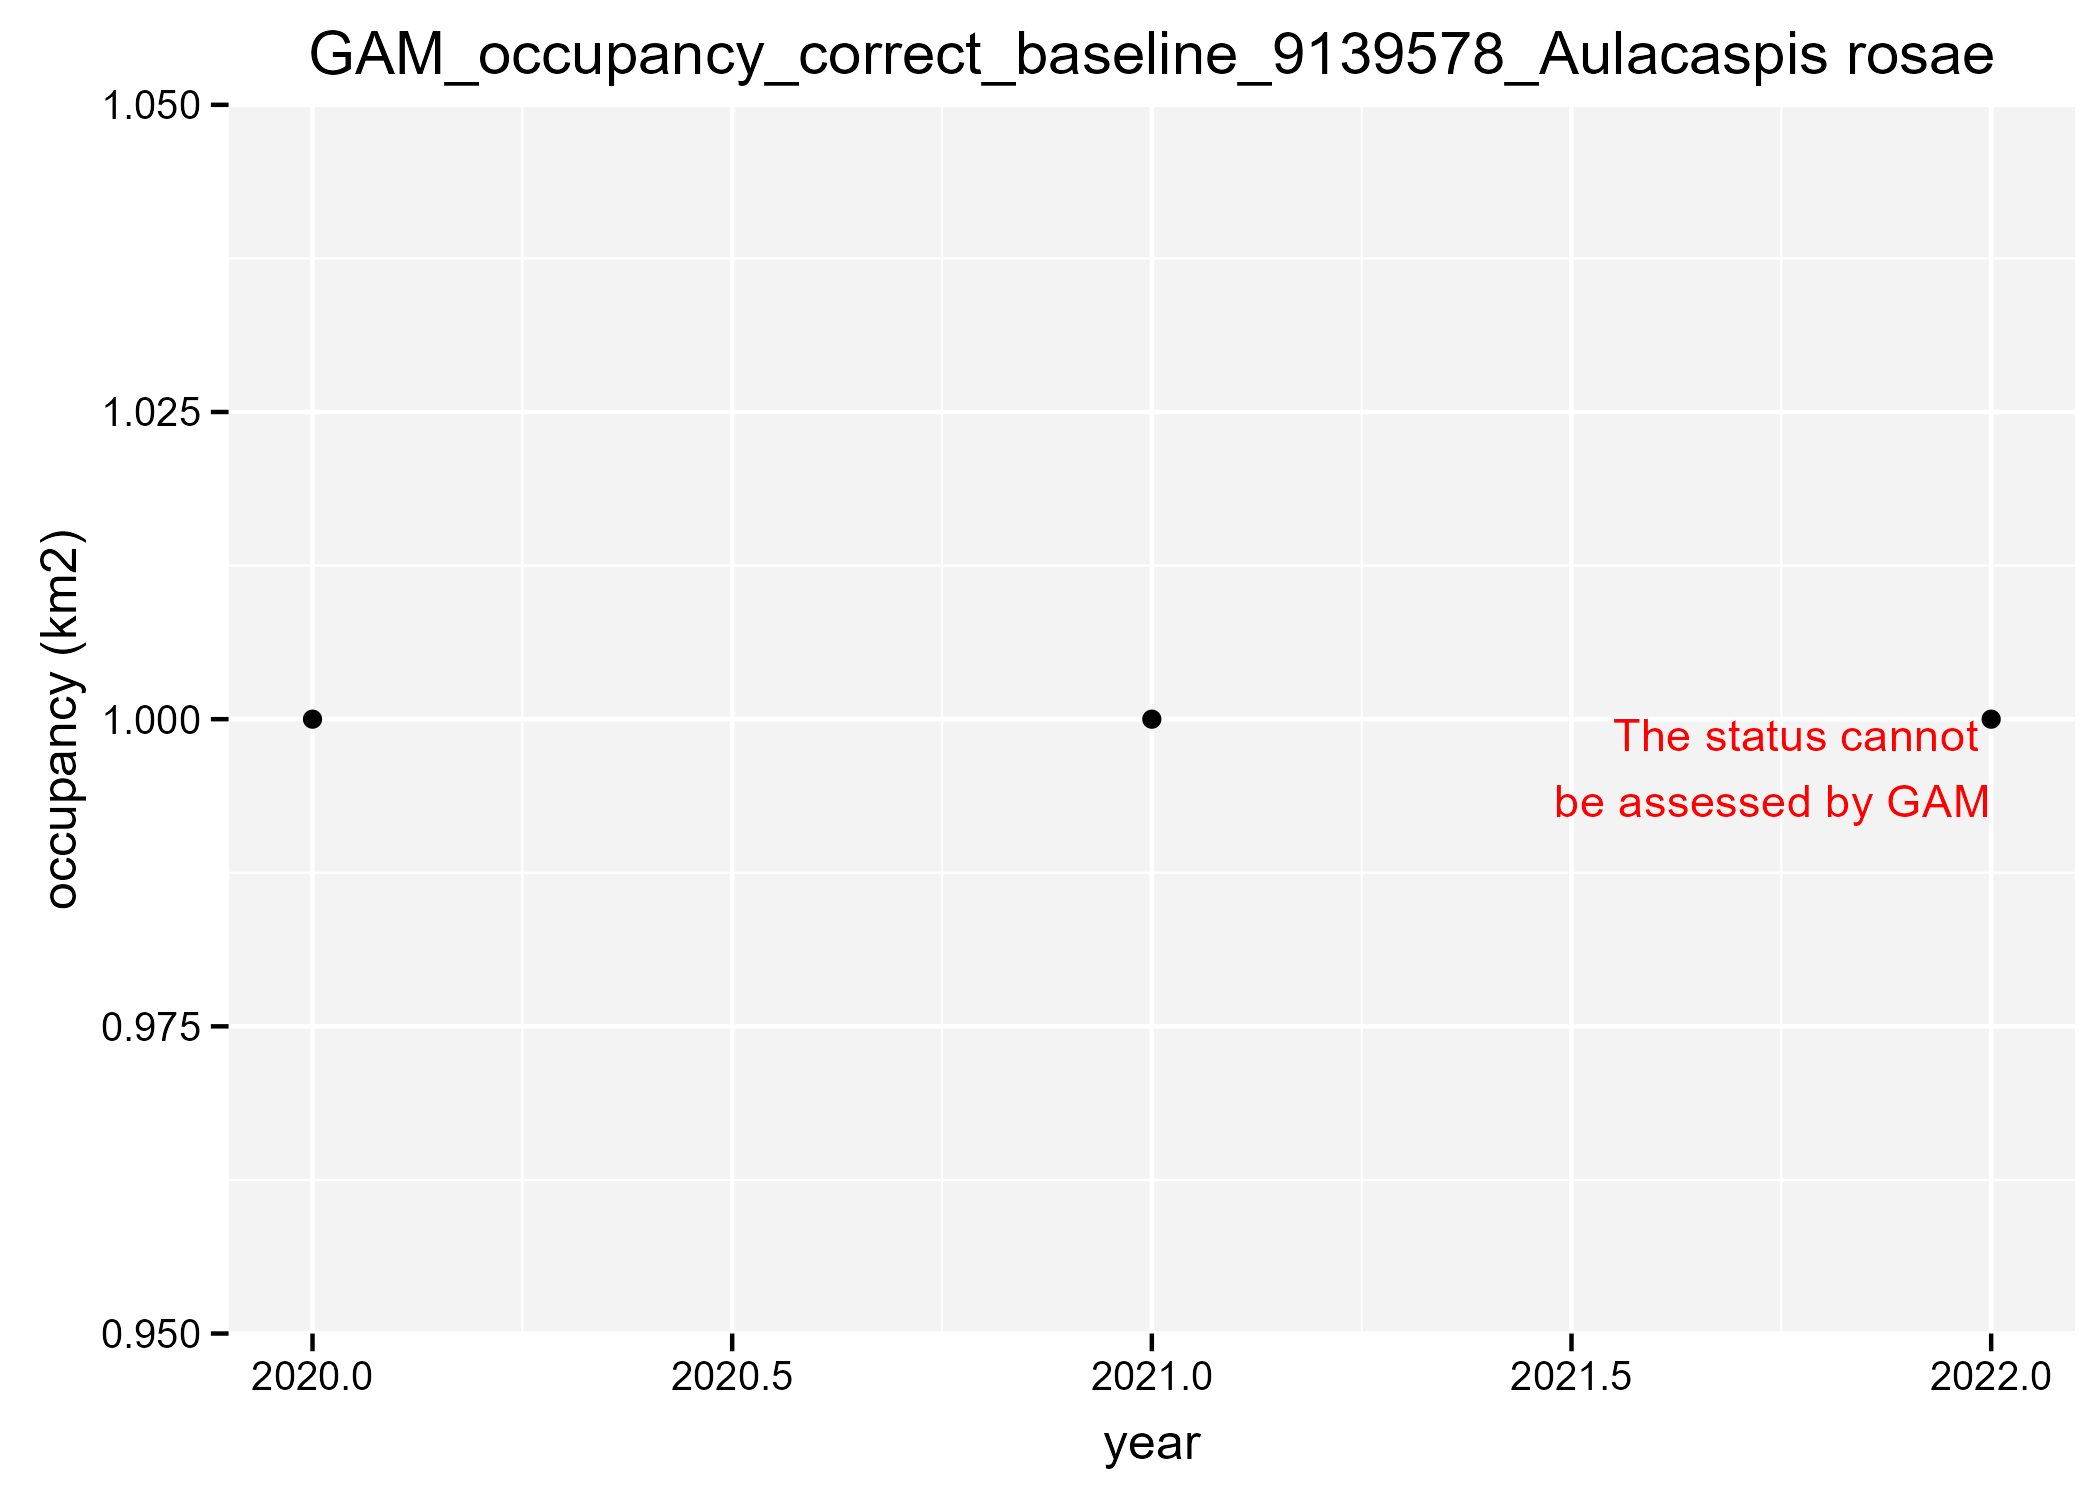 GAM_occupancy_correct_baseline_9139578_Aulacaspis rosae
1.050
1.025
1.000
0.975
0.950
occupancy (km2)
The status cannot
be assessed by GAM
2020.0
2020.5
2021.0
2021.5
2022.0
year